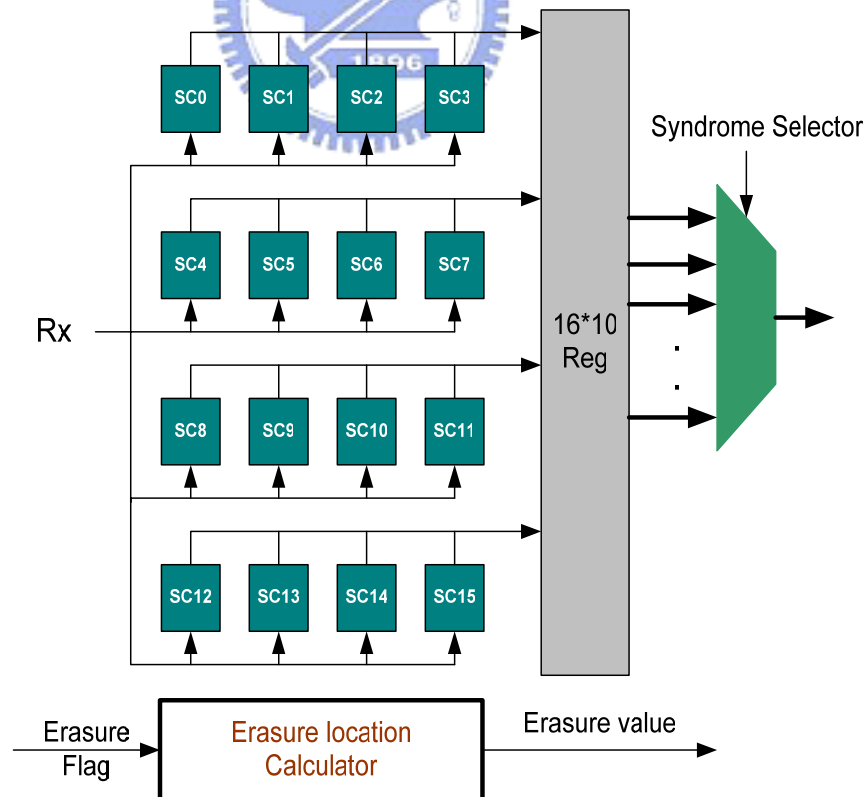 1896
SC0 SC1 SC2 SC3
Syndrome Selector
SC4 SC5 SC6 SC7
Rx
16*10
Reg
.
.
SC8 SC9 SC10 SC11
SC12 SC13 SC14 SC15
Erasure
Flag
Erasure location
Calculator
Erasure value